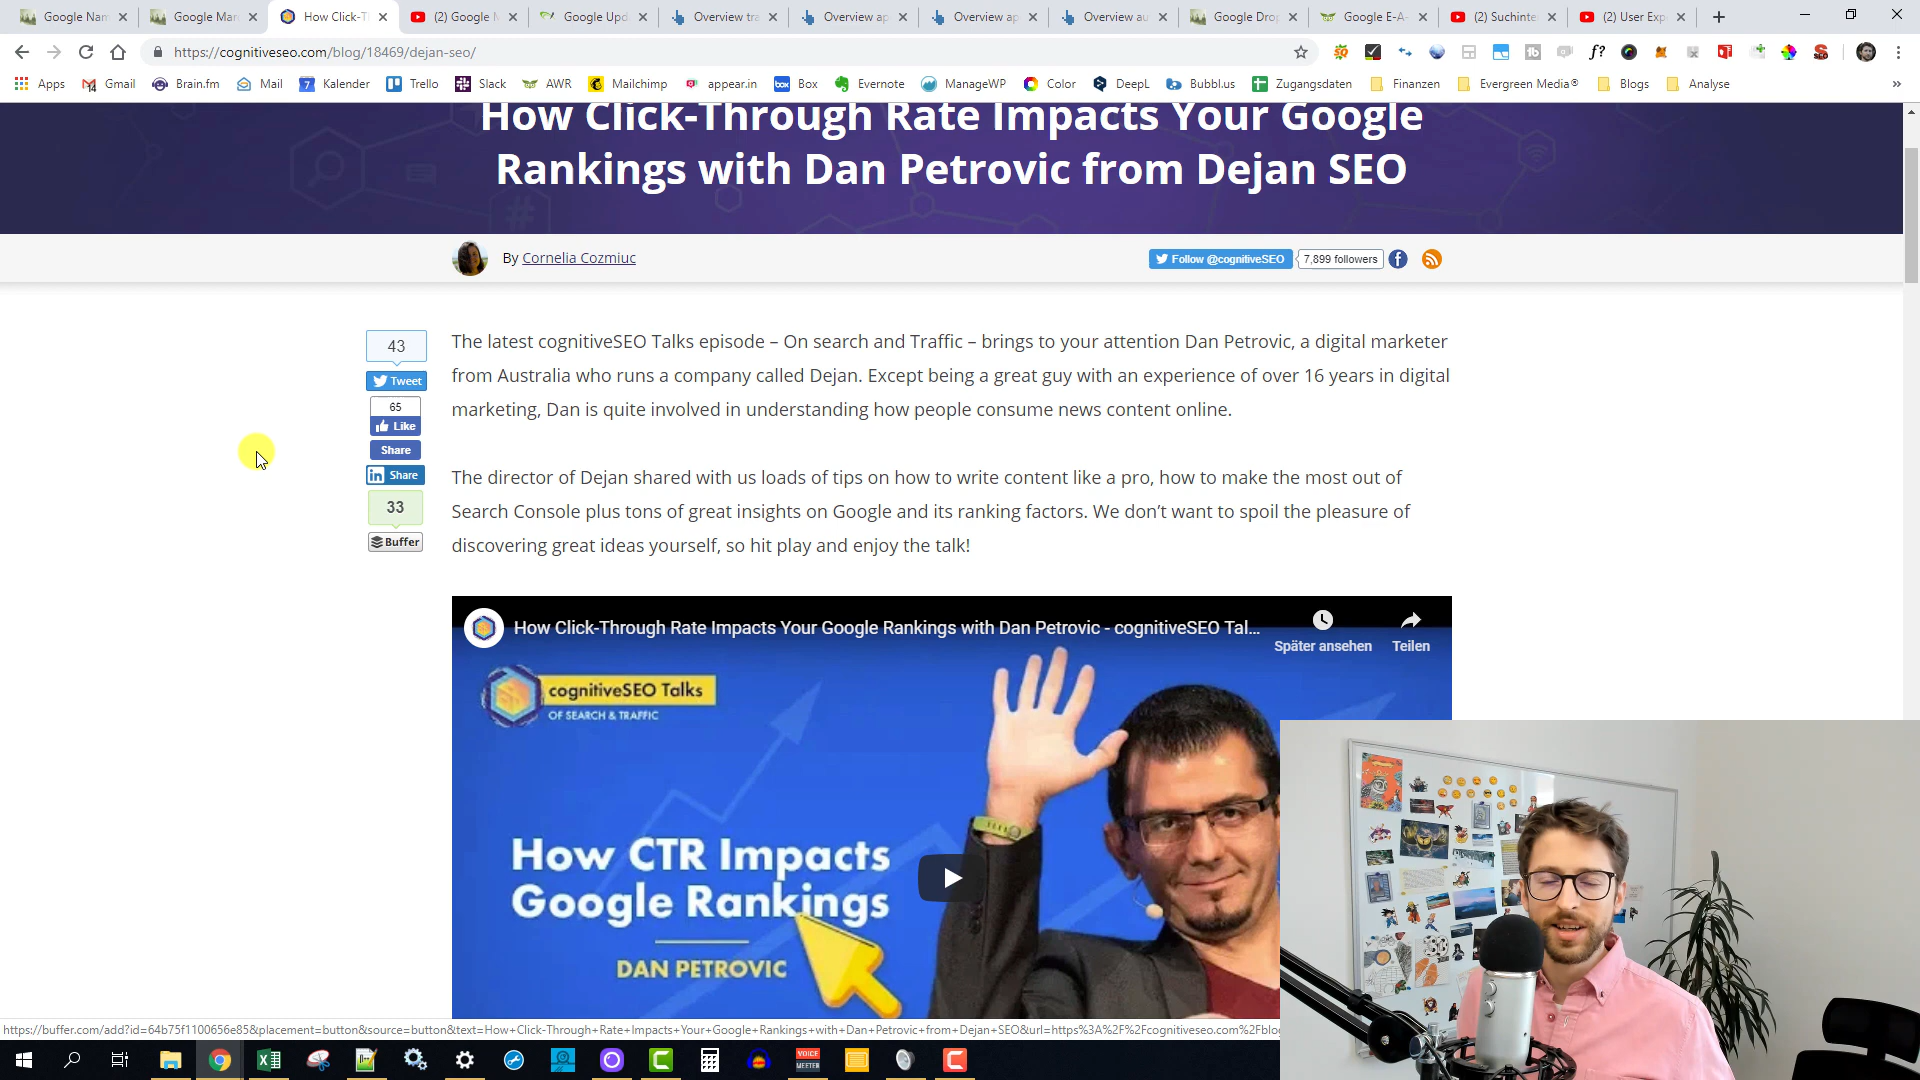 Google Nam
Google Mar
How Click-T
(2) Google M
Google Upd
Overview tra
Overview ap
Overview ap
Overview au
Google Drop
Google E-A-
(2) Suchinte
(2) User Exp
https://cognitiveseo.com/blog/18469/dejan-seo/
Apps
Gmail
Brain.fm
Mail
Kalender
Trello
Slack
AWR
Mailchimp
appear.in
Box
Evernote
ManageWP
Color
DeepL
Bubbl.us
Zugangsdaten
Finanzen
Evergreen Media®
Blogs
Analyse
How Click-Through Rate Impacts Your Google
Rankings with Dan Petrovic from Dejan SEO
By Cornelia Cozmiuc
Follow @cognitiveSEO
7,899 followers
43
Tweet
65
Like
Share
Share
33
Buffer
The latest cognitiveSEO Talks episode – On search and Traffic – brings to your attention Dan Petrovic, a digital marketer
from Australia who runs a company called Dejan. Except being a great guy with an experience of over 16 years in digital
marketing, Dan is quite involved in understanding how people consume news content online.
The director of Dejan shared with us loads of tips on how to write content like a pro, how to make the most out of
Search Console plus tons of great insights on Google and its ranking factors. We don’t want to spoil the pleasure of
discovering great ideas yourself, so hit play and enjoy the talk!
How Click-Through Rate Impacts Your Google Rankings with Dan Petrovic - cognitiveSEO Tal...
Später ansehen
Teilen
cognitiveSEO Talks
OF SEARCH & TRAFFIC
How CTR Impacts
Google Rankings
DAN PETROVIC
https://buffer.com/add?id=64b75f1100656e85&placement=button&source=button&text=How+Click-Through+Rate+Impacts+Your+Google+Rankings+with+Dan+Petrovic+from+Dejan+SEO&url=https%3A%2F%2Fcognitiveseo.com%2Fblog
VOICE
MEETER